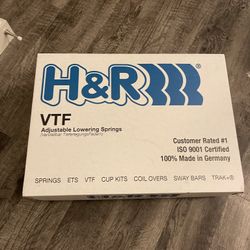 H&R
VTF
Adjustable Lowering Springs
Customer Rated #1
ISO 9001 Certified
100% Made in Germany
SPRINGS ETS VTF CUP KITS COIL OVERS SWAY BARS TRAK+®